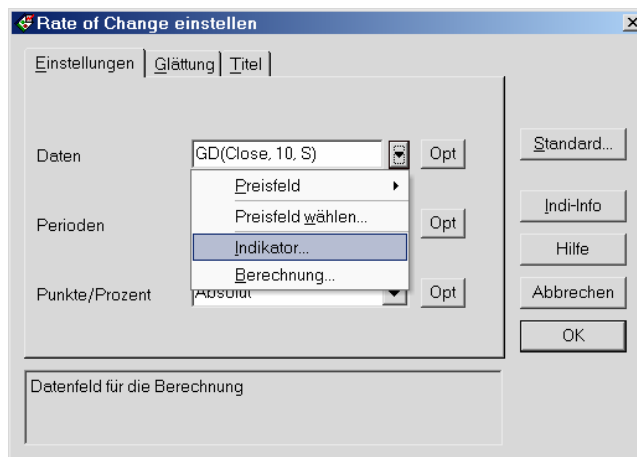 Rate of Change einstellen
Einstellungen
Glättung
Titel
Daten
GD(Close, 10, S)
Opt
Standard...
Preisfeld
Preisfeld wählen...
Indikator...
Berechnung...
Perioden
Opt
Indi-Info
Hilfe
Punkte/Prozent
Absolut
Opt
Abbrechen
OK
Datenfeld für die Berechnung